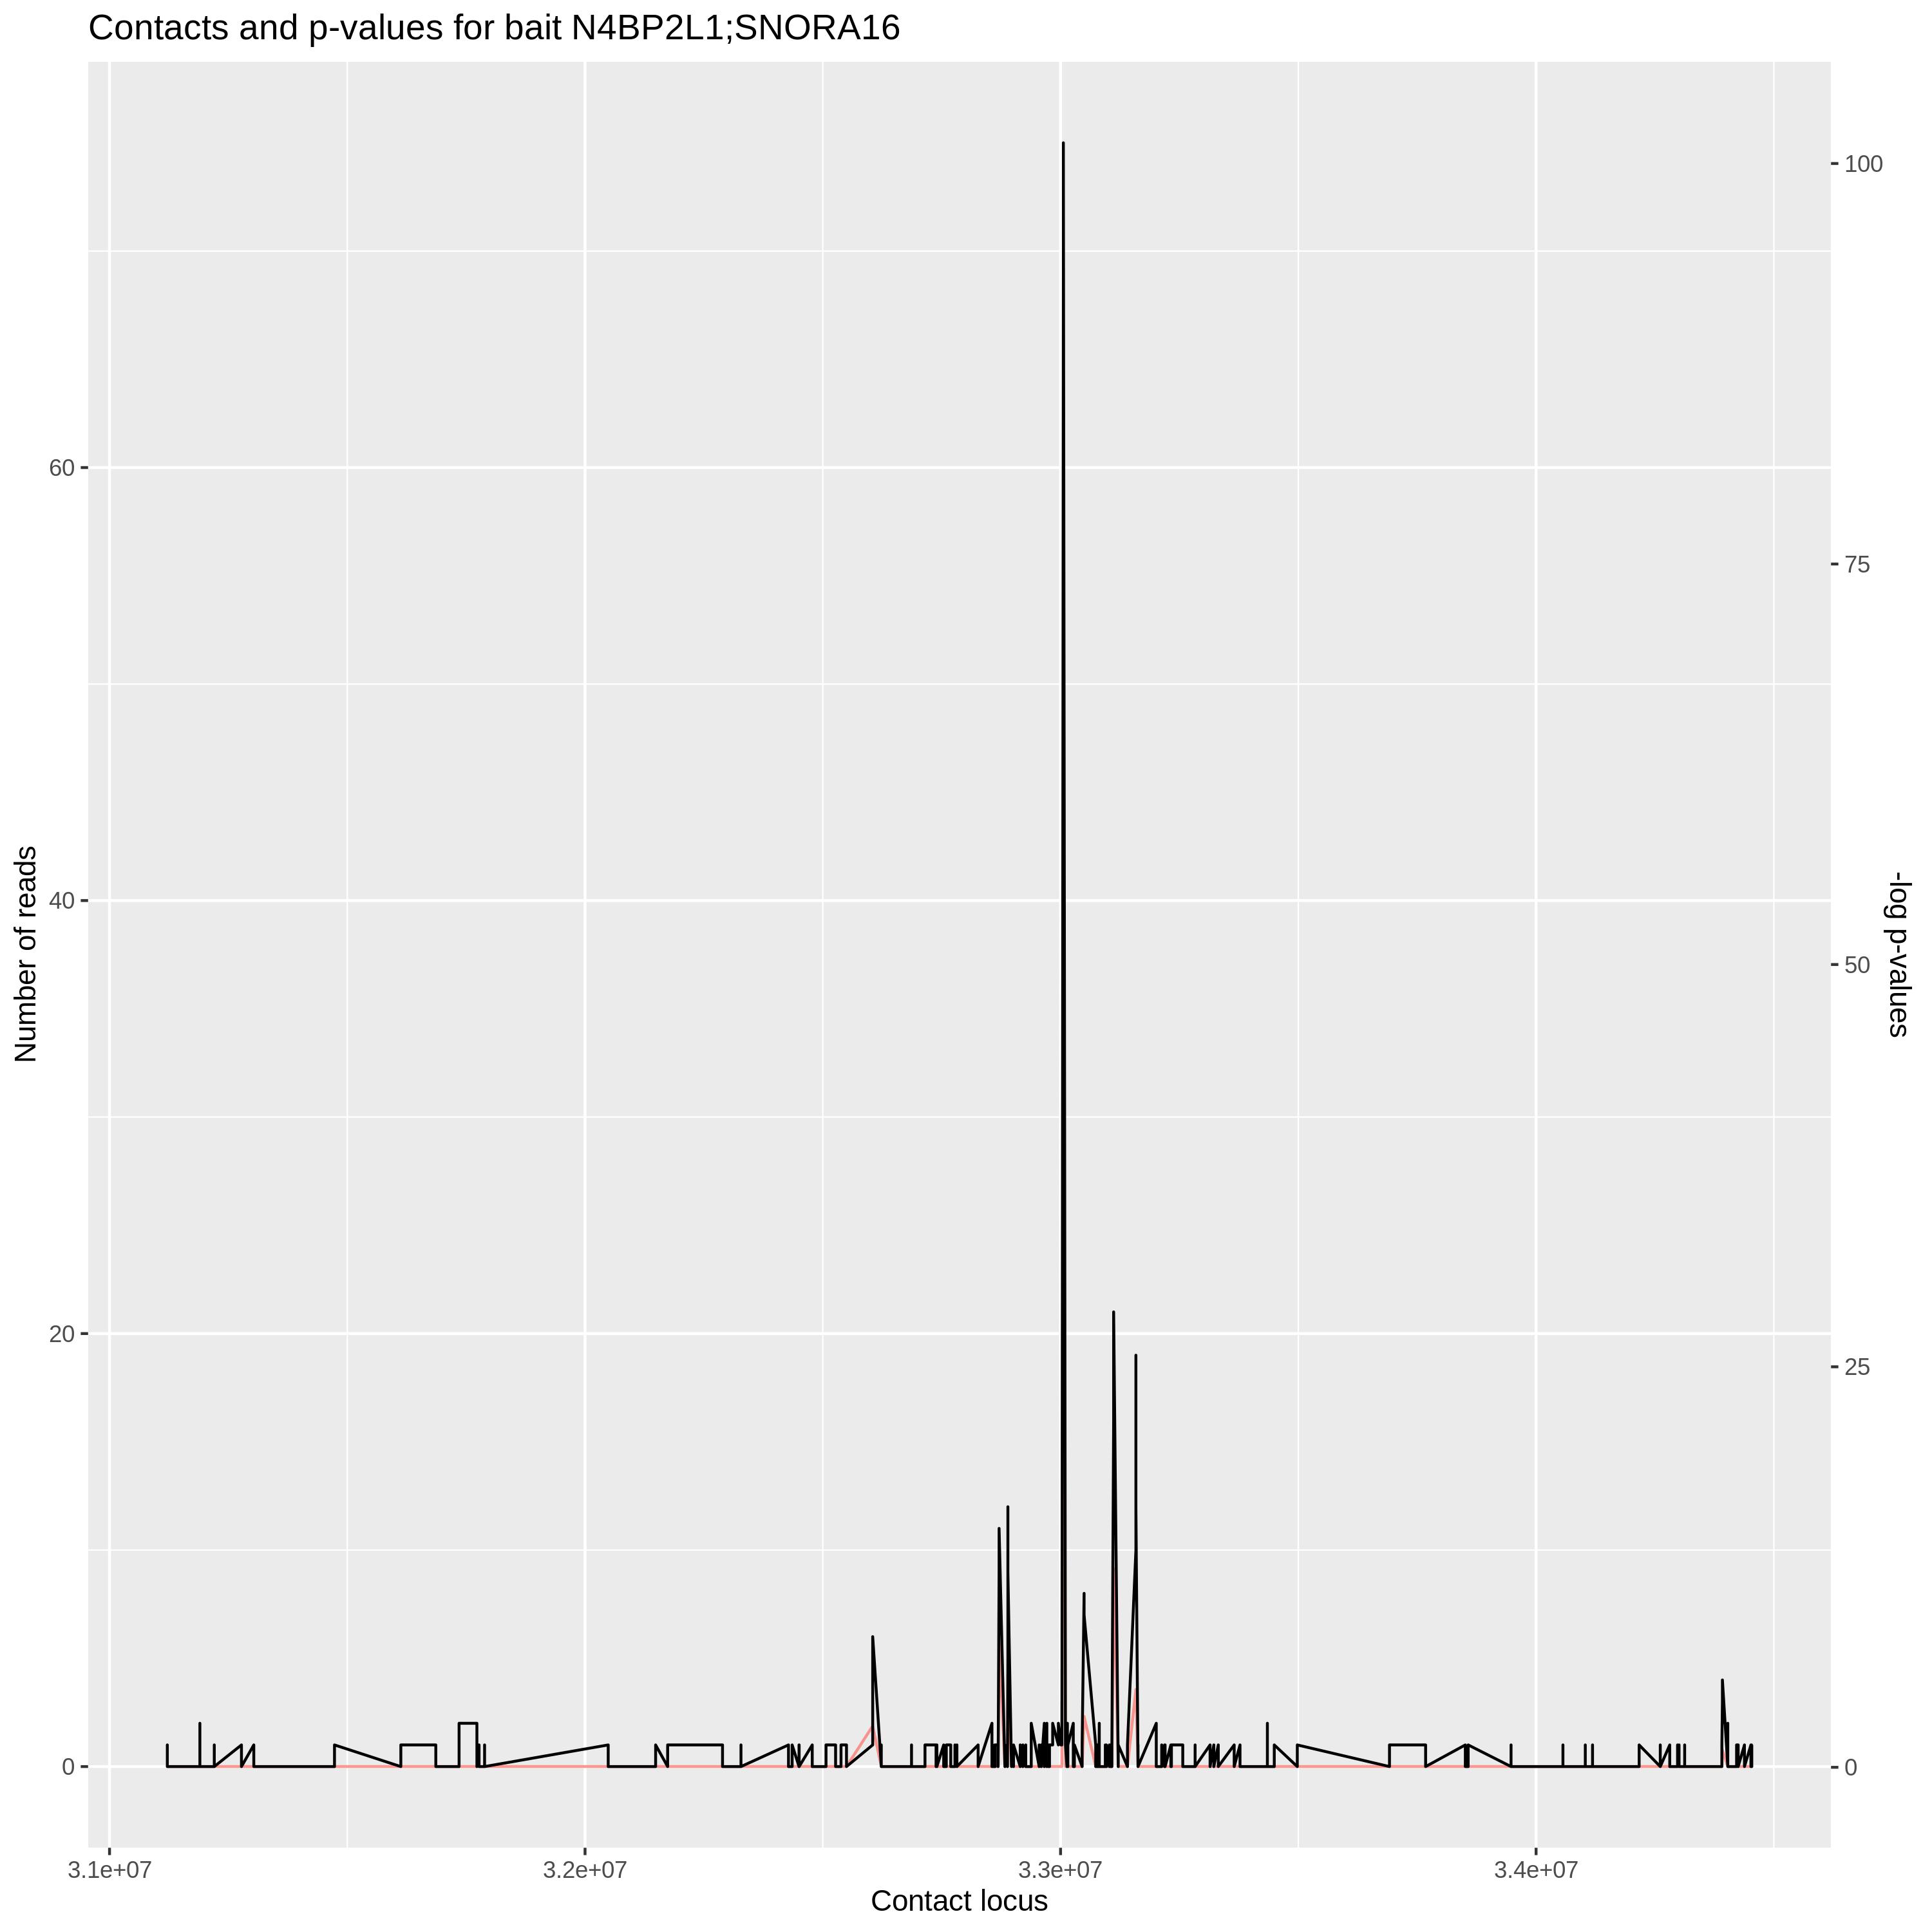 Contacts and p-values for bait N4BP2L1;SNORA16
Number of reads
60
40
20
0
100
75
50
25
0
-log p-values
3.1e+07 3.2e+07 3.3e+07 3.4e+07
Contact locus